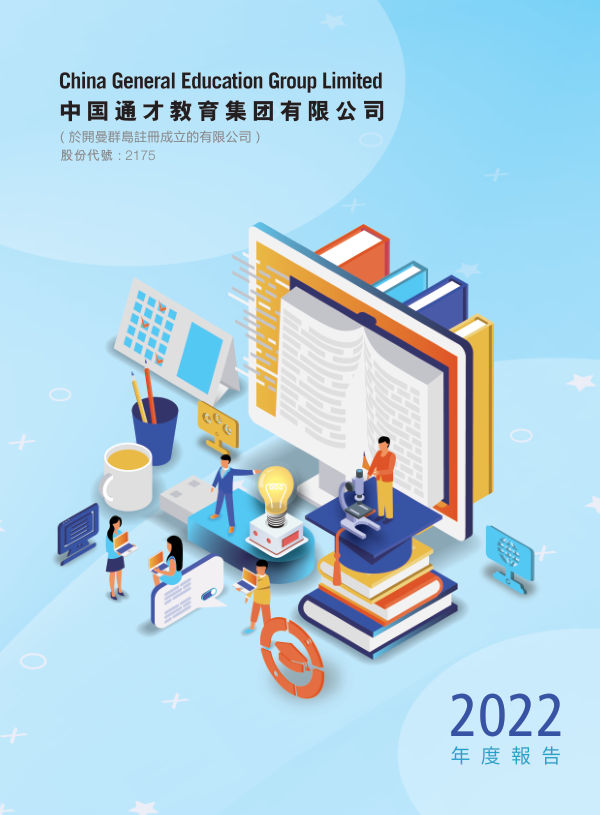 China General Education Group Limited
中国通才教育集团有限公司
（於開曼群島註冊成立的有限公司）
股份代號 : 2175
2022
年度報告